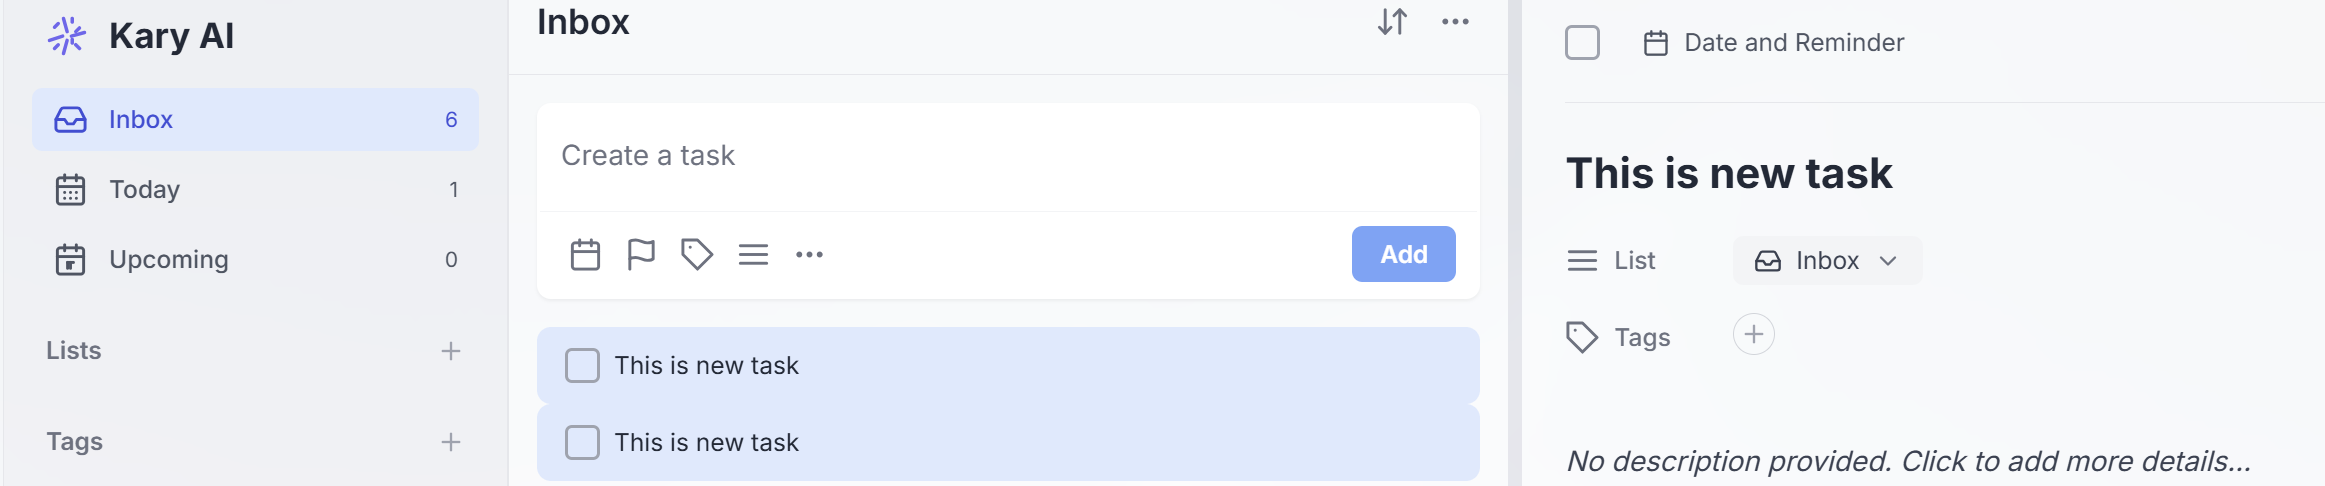 Kary AI
Inbox 6
Today 1
Upcoming 0
Lists
Tags
Inbox
Create a task
Add
This is new task
This is new task
Date and Reminder
This is new task
List Inbox
Tags
No description provided. Click to add more details...